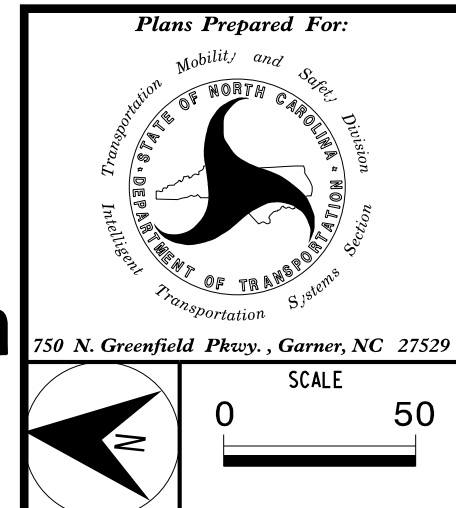 Plans Prepared For:
Transportation Mobility and Safety Division
STATE OF NORTH CAROLINA
DEPARTMENT OF TRANSPORTATION
Intelligent Transportation Systems Section
750 N. Greenfield Pkwy. , Garner, NC 27529
SCALE
0 50
N